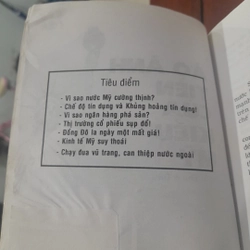 Tiêu điểm
- Vì sao nước Mỹ cường thịnh?
- Chế độ tín dụng và Khủng hoảng tín dụng!
- Vì sao ngân hàng phá sản?
- Thị trường cổ phiếu sụp đổ!
- Đồng Đô la ngày một mất giá!
- Kinh tế Mỹ suy thoái
- Chạy đua vũ trang, can thiệp nước ngoài